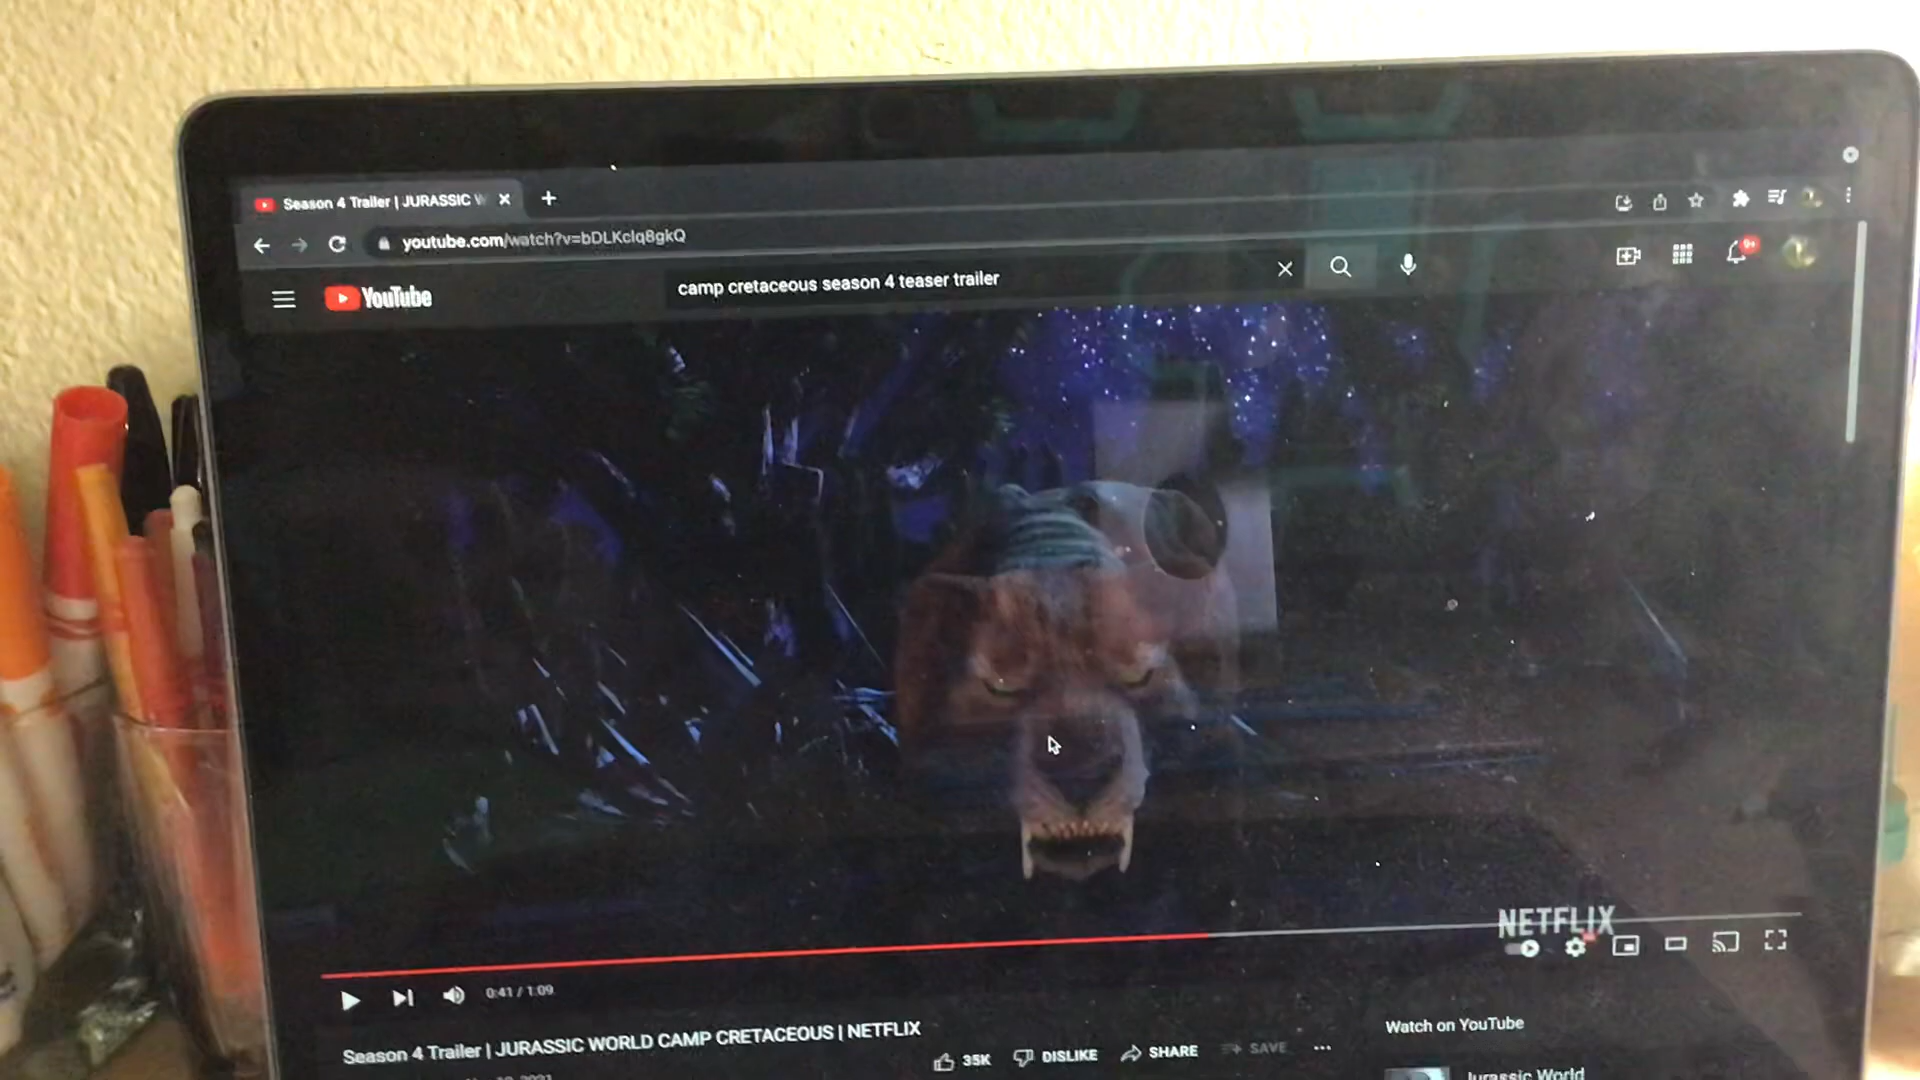 Season 4 Trailer | JURASSIC W
youtube.com/watch?v=bDLKclq8gkQ
YouTube
camp cretaceous season 4 teaser trailer
9+
NETFLIX
0:41 / 1:09
Season 4 Trailer | JURASSIC WORLD CAMP CRETACEOUS | NETFLIX
35K DISLIKE SHARE SAVE
Watch on YouTube
Jurassic World